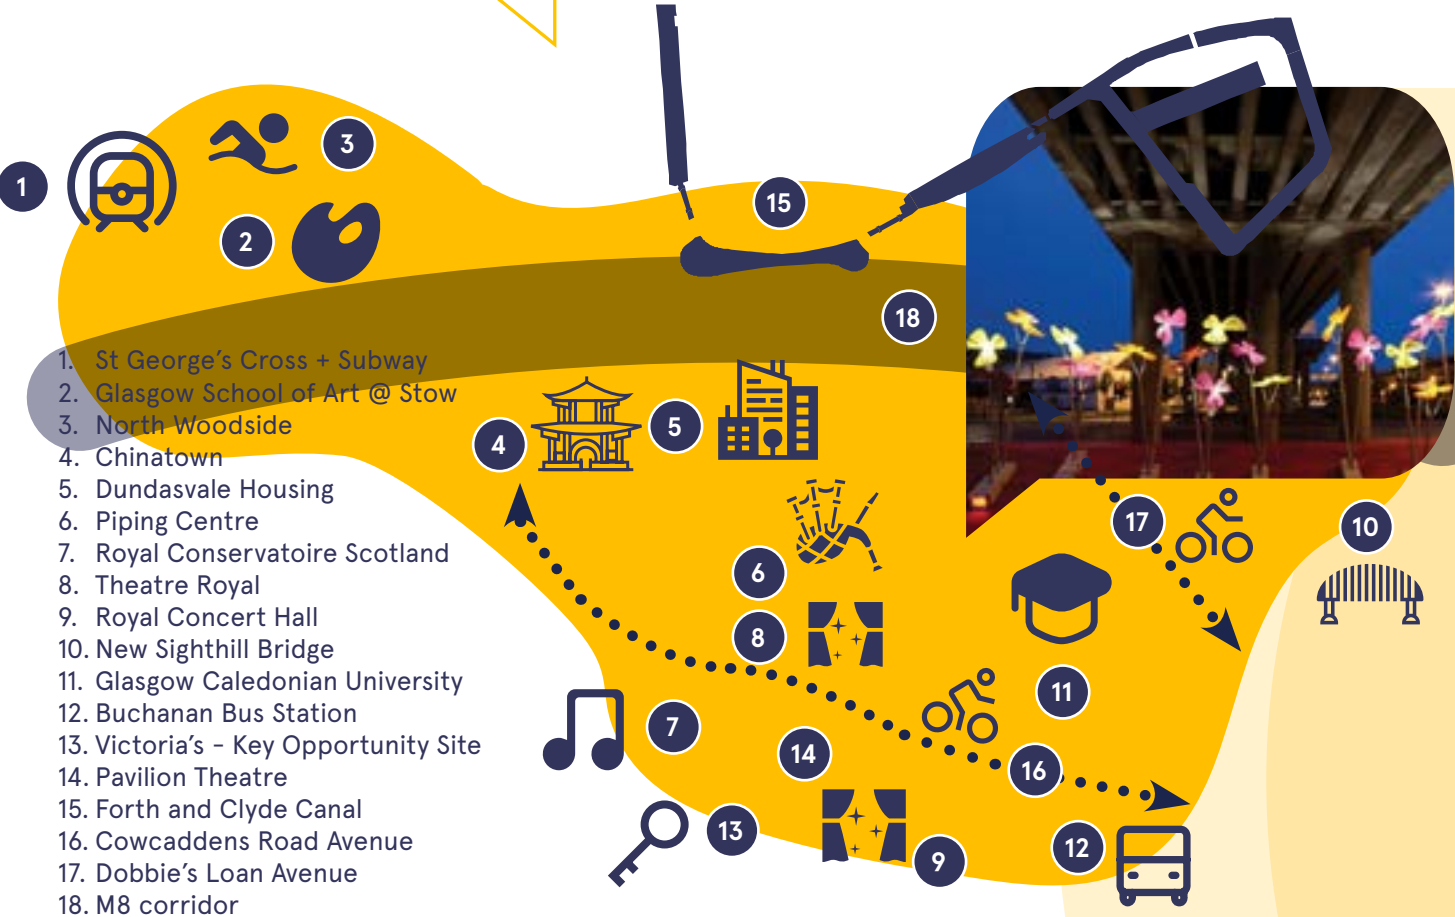 1
3
2
15
18
4
5
17
10
6
8
11
7
14
16
13
12
9
1. St George’s Cross + Subway
2. Glasgow School of Art @ Stow
3. North Woodside
4. Chinatown
5. Dundasvale Housing
6. Piping Centre
7. Royal Conservatoire Scotland
8. Theatre Royal
9. Royal Concert Hall
10. New Sighthill Bridge
11. Glasgow Caledonian University
12. Buchanan Bus Station
13. Victoria’s - Key Opportunity Site
14. Pavilion Theatre
15. Forth and Clyde Canal
16. Cowcaddens Road Avenue
17. Dobbie’s Loan Avenue
18. M8 corridor